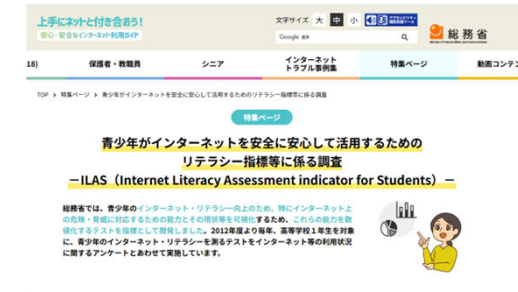 上手にネットと付き合おう!
安心・安全なインターネット利用ガイド
文字サイズ 大 中 小
Google
総務省
18)
保護者・教職員
シニア
インターネット
トラブル事例集
特集ページ
動画コンテン
TOP > 特集ページ > 青少年がインターネットを安全に安心して活用するためのリテラシー指標等に係る調査
特集ページ
青少年がインターネットを安全に安心して活用するための
リテラシー指標等に係る調査
－ILAS（Internet Literacy Assessment indicator for Students）－
総務省では、青少年のインターネット・リテラシー向上のため、特にインターネット上
の危険・脅威に対応するための能力とその現状等を可視化するため、これらの能力を数
値化するテストを指標として開発しました。2012年度より毎年、高等学校1年生を対象
に、青少年のインターネット・リテラシーを測るテストをインターネット等の利用状況
に関するアンケートとあわせて実施しています。